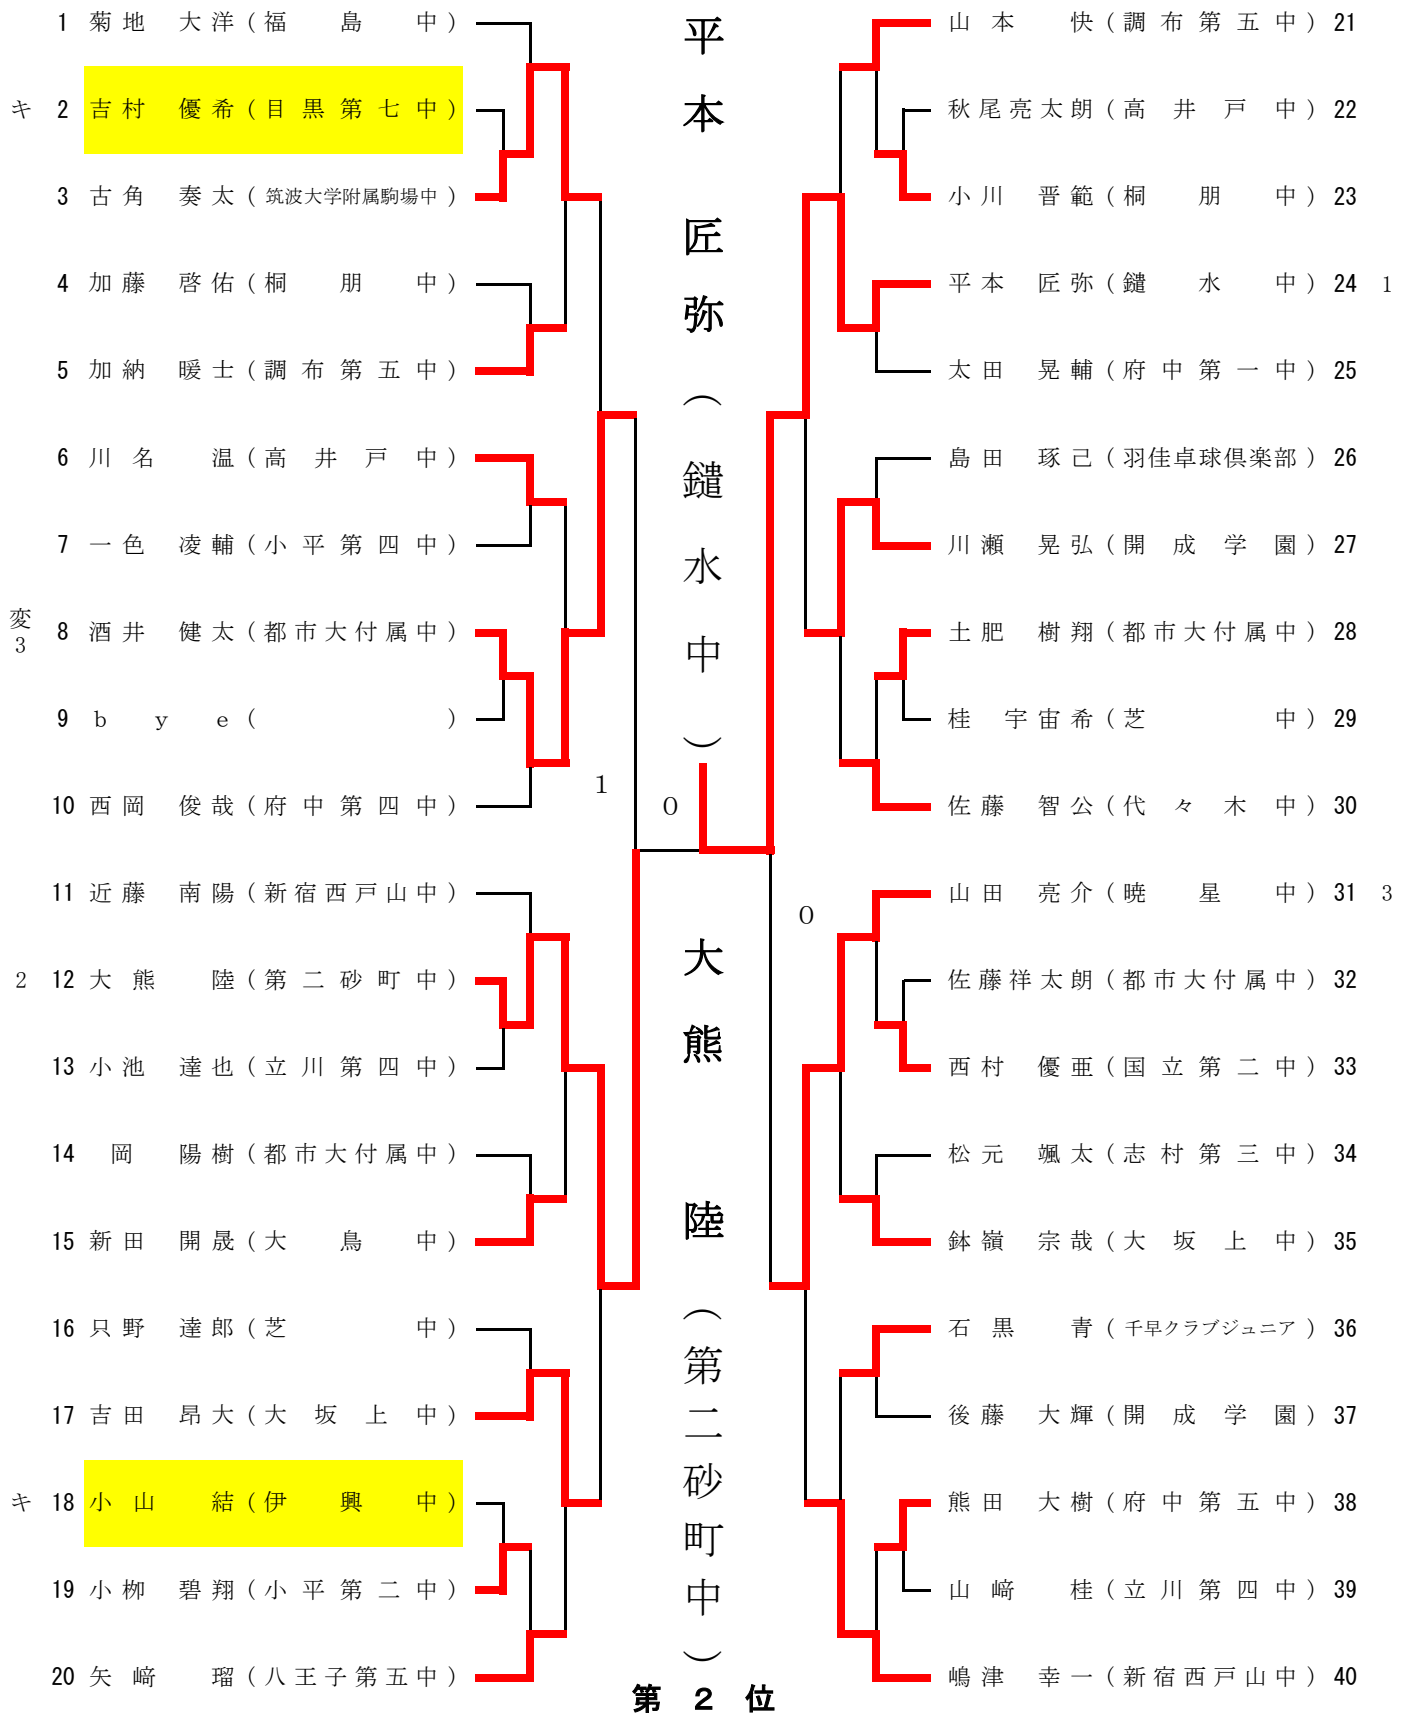 1 菊地 大洋(福島中)
キ 2 吉村 優希(目黒第七中)
3 古角 奏太(筑波大学附属駒場中)
4 加藤 啓佑(桐朋中)
5 加納 暖士(調布第五中)
6 川名 温(高井戸中)
7 一色 凌輔(小平第四中)
変3 8 酒井 健太(都市大付属中)
9 bye( )
10 西岡 俊哉(府中第四中)
11 近藤 南陽(新宿西戸山中)
2 12 大熊 陸(第二砂町中)
13 小池 達也(立川第四中)
14 岡 陽樹(都市大付属中)
15 新田 開晟(大鳥中)
16 只野 達郎(芝中)
17 吉田 昂大(大坂上中)
キ 18 小山 結(伊興中)
19 小栁 碧翔(小平第二中)
20 矢﨑 瑠(八王子第五中)
平本 匠弥(鑓水中)
1
0
0
大熊 陸(第二砂町中)
第2位
山本 快(調布第五中) 21
秋尾亮太朗(高井戸中) 22
小川 晋範(桐朋中) 23
平本 匠弥(鑓水中) 24 1
太田 晃輔(府中第一中) 25
島田 琢己(羽佳卓球倶楽部) 26
川瀬 晃弘(開成学園) 27
土肥 樹翔(都市大付属中) 28
桂 宇宙希(芝中) 29
佐藤 智公(代々木中) 30
山田 亮介(暁星中) 31 3
佐藤祥太朗(都市大付属中) 32
西村 優亜(国立第二中) 33
松元 颯太(志村第三中) 34
鉢嶺 宗哉(大坂上中) 35
石黒 青(千早クラブジュニア) 36
後藤 大輝(開成学園) 37
熊田 大樹(府中第五中) 38
山﨑 桂(立川第四中) 39
嶋津 幸一(新宿西戸山中) 40